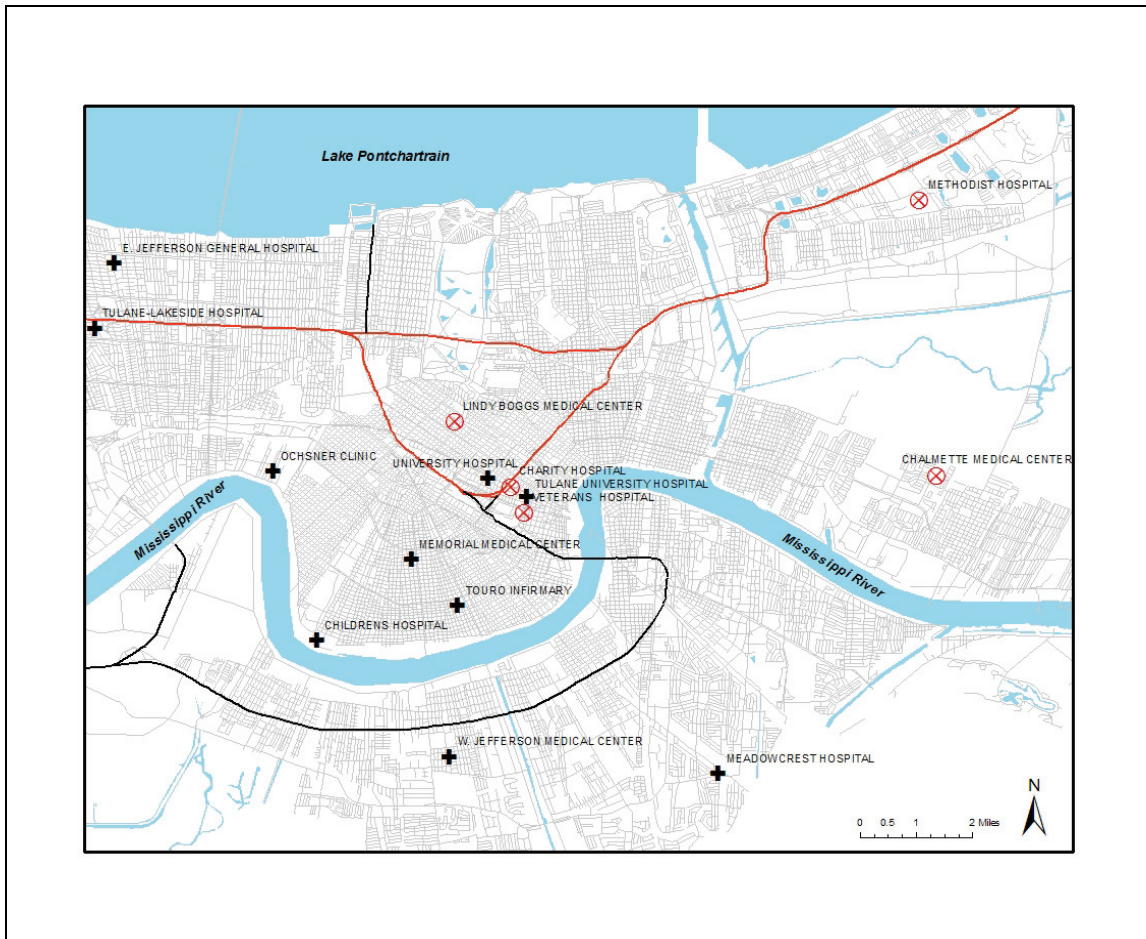 Lake Pontchartrain
METHODIST HOSPITAL
E. JEFFERSON GENERAL HOSPITAL
TULANE-LAKESIDE HOSPITAL
LINDY BOGGS MEDICAL CENTER
OCHSNER CLINIC
UNIVERSITY HOSPITAL
CHARITY HOSPITAL
CHALMETTE MEDICAL CENTER
TULANE UNIVERSITY HOSPITAL
VETERANS HOSPITAL
Mississippi River
MEMORIAL MEDICAL CENTER
Mississippi River
TOURO INFIRMARY
CHILDRENS HOSPITAL
W. JEFFERSON MEDICAL CENTER
MEADOWCREST HOSPITAL
N
0 0.5 1 2 Miles